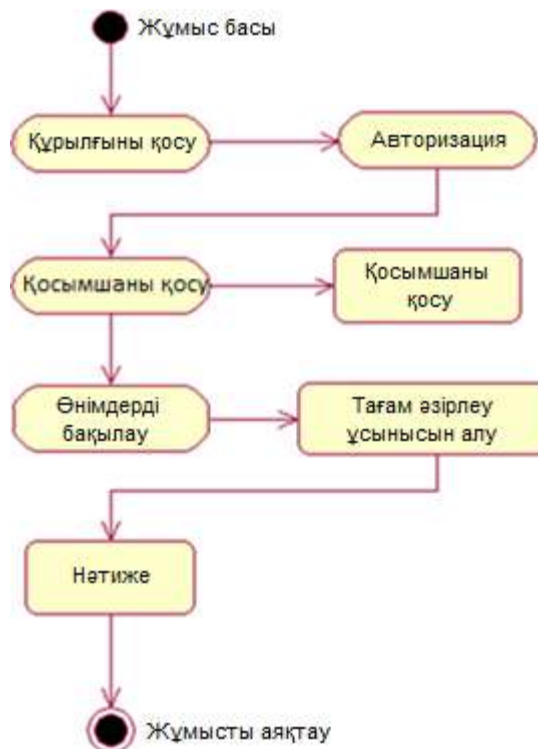 Жұмыс басы
Құрылғыны қосу
Авторизация
Қосымшаны қосу
Қосымшаны
қосу
Өнімдерді
бақылау
Тағам әзірлеу
ұсынысын алу
Нәтиже
Жұмысты аяқтау